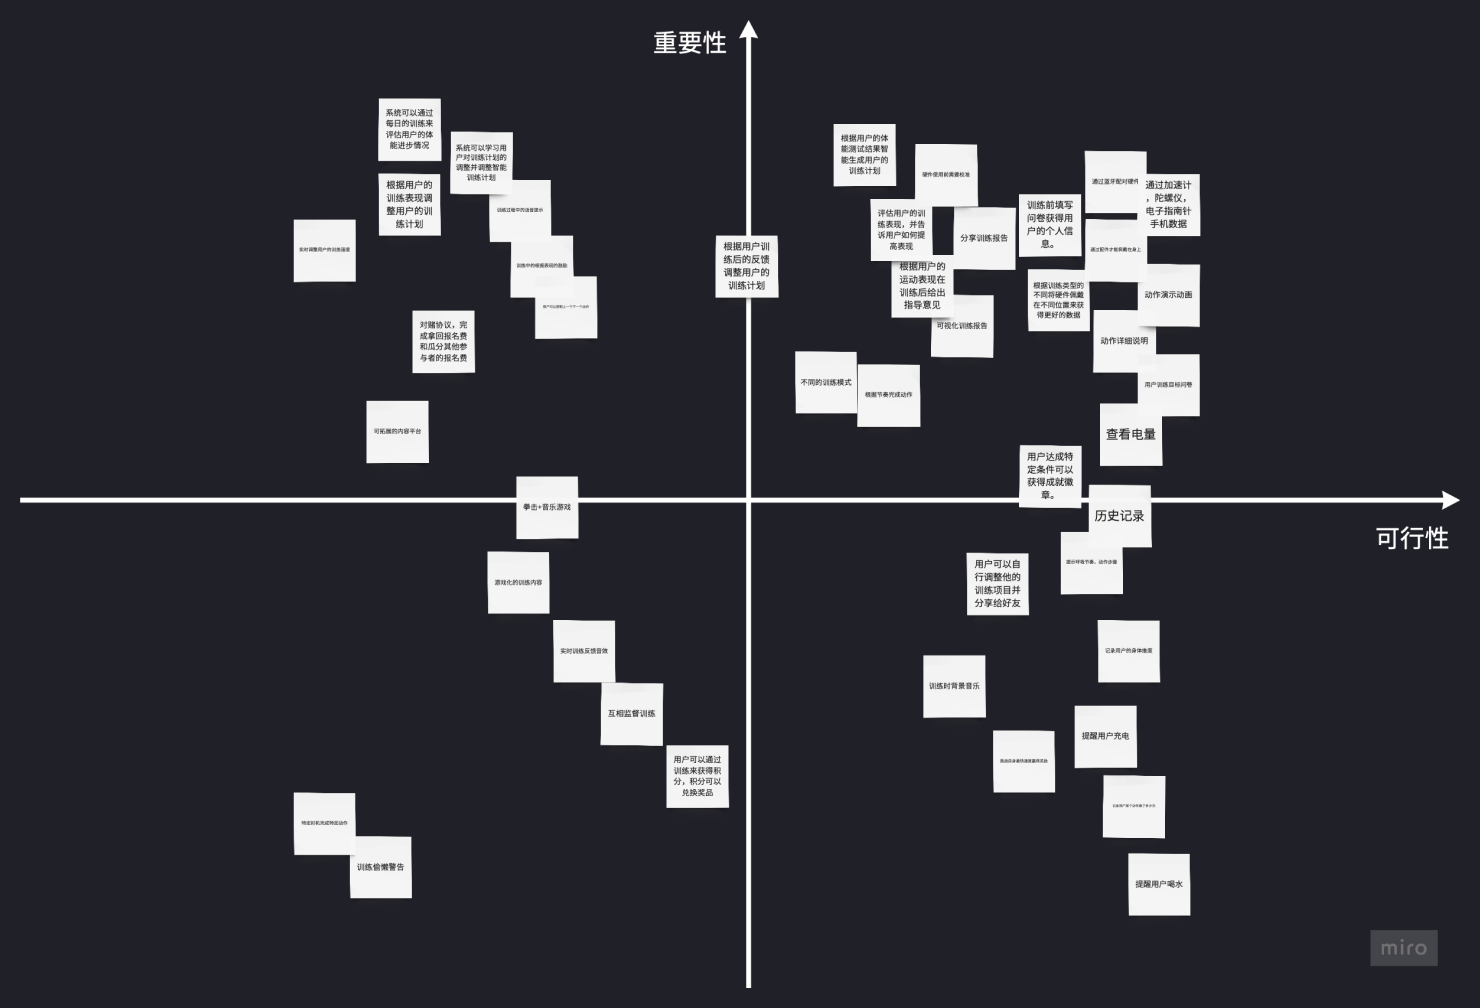 重要性
可行性
系统可以通过
每日的训练来
评估用户的体
能进步情况
系统可以学习用
户对训练计划的
调整并调整智能
训练计划
根据用户的
训练表现调
整用户的训
练计划
训练过程中的语音提示
实时调整用户的训练强度
训练中的根据表现的鼓励
对赌协议，完
成拿回报名费
和瓜分其他参
与者的报名费
可拓展的内容平台
根据用户训
练后的反馈
调整用户的
训练计划
根据用户的体
能测试结果智
能生成用户的
训练计划
硬件使用前需要校准
评估用户的训
练表现，并告
诉用户如何提
高表现
分享训练报告
根据用户的
运动表现在
训练后给出
指导意见
可视化训练报告
训练前填写
问卷获得用
户的个人信
息。
通过蓝牙配对硬件
通过加速计
，陀螺仪，
电子指南针
手机数据
通过配件才能佩戴在身上
根据训练类型的
不同将硬件佩戴
在不同位置来获
得更好的数据
动作演示动画
动作详细说明
用户训练目标问卷
不同的训练模式
根据节奏完成动作
查看电量
用户达成特
定条件可以
获得成就徽
章。
历史记录
拳击+音乐游戏
游戏化的训练内容
实时训练反馈音效
互相监督训练
用户可以通过
训练来获得积
分，积分可以
兑换奖品
特定时机完成特定动作
训练偷懒警告
提示呼吸节奏，动作步骤
用户可以自
行调整他的
训练项目并
分享给好友
记录用户的身体维度
训练时背景音乐
提醒用户充电
提醒用户喝水
miro